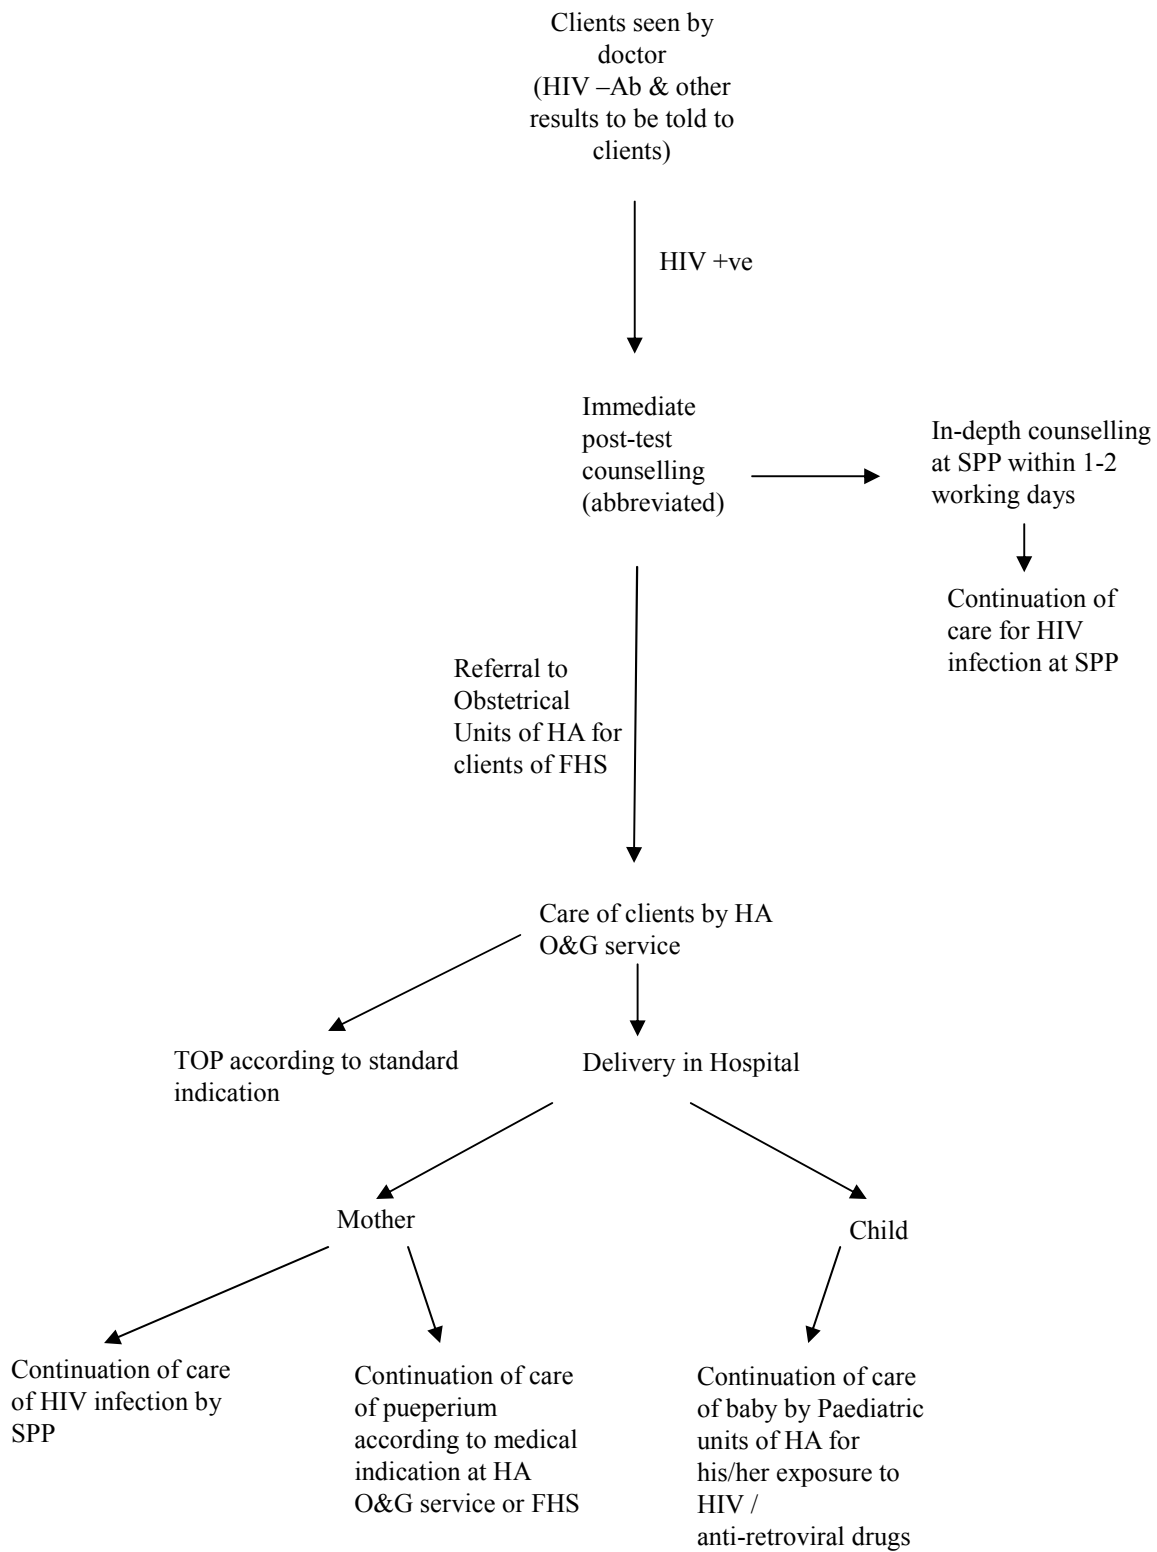 Clients seen by
doctor
(HIV –Ab & other
results to be told to
clients)
HIV +ve
Immediate
post-test
counselling
(abbreviated)
In-depth counselling
at SPP within 1-2
working days
Continuation of
care for HIV
infection at SPP
Referral to
Obstetrical
Units of HA for
clients of FHS
Care of clients by HA
O&G service
TOP according to standard
indication
Delivery in Hospital
Mother
Child
Continuation of care
of HIV infection by
SPP
Continuation of care
of pueperium
according to medical
indication at HA
O&G service or FHS
Continuation of care
of baby by Paediatric
units of HA for
his/her exposure to
HIV /
anti-retroviral drugs